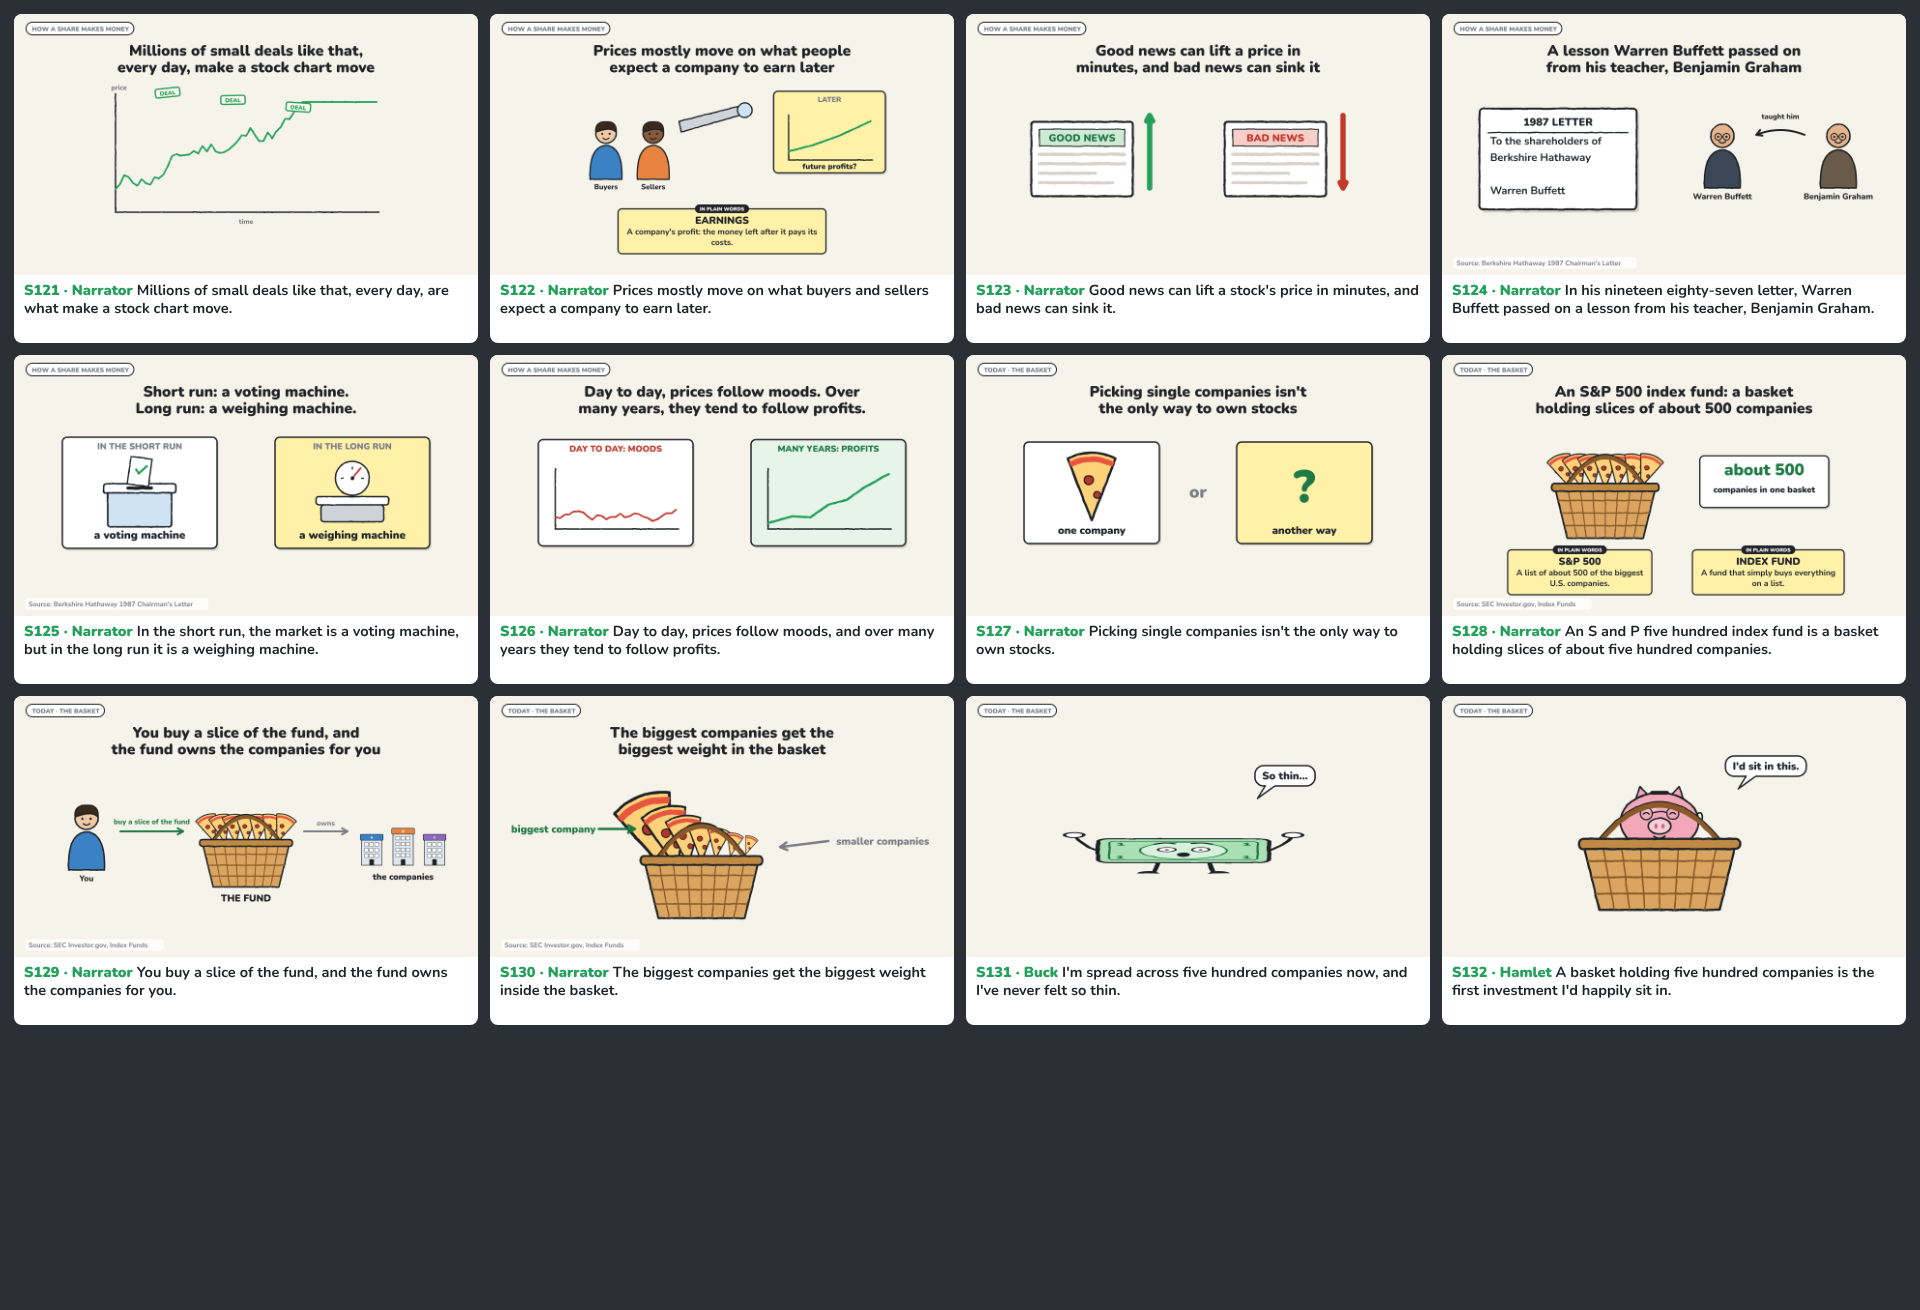 HOW A SHARE MAKES MONEY
Millions of small deals like that,
every day, make a stock chart move
price
DEAL
DEAL
DEAL
time
S121 · Narrator Millions of small deals like that, every day, are
what make a stock chart move.
HOW A SHARE MAKES MONEY
Prices mostly move on what people
expect a company to earn later
LATER
future profits?
Buyers
Sellers
IN PLAIN WORDS
EARNINGS
A company's profit: the money left after it pays its
costs.
S122 · Narrator Prices mostly move on what buyers and sellers
expect a company to earn later.
HOW A SHARE MAKES MONEY
Good news can lift a price in
minutes, and bad news can sink it
GOOD NEWS
BAD NEWS
S123 · Narrator Good news can lift a stock's price in minutes, and
bad news can sink it.
HOW A SHARE MAKES MONEY
A lesson Warren Buffett passed on
from his teacher, Benjamin Graham
1987 LETTER
To the shareholders of
Berkshire Hathaway
Warren Buffett
taught him
Warren Buffett
Benjamin Graham
Source: Berkshire Hathaway 1987 Chairman's Letter
S124 · Narrator In his nineteen eighty-seven letter, Warren
Buffett passed on a lesson from his teacher, Benjamin Graham.
HOW A SHARE MAKES MONEY
Short run: a voting machine.
Long run: a weighing machine.
IN THE SHORT RUN
a voting machine
IN THE LONG RUN
a weighing machine
Source: Berkshire Hathaway 1987 Chairman's Letter
S125 · Narrator In the short run, the market is a voting machine,
but in the long run it is a weighing machine.
HOW A SHARE MAKES MONEY
Day to day, prices follow moods. Over
many years, they tend to follow profits.
DAY TO DAY: MOODS
MANY YEARS: PROFITS
S126 · Narrator Day to day, prices follow moods, and over many
years they tend to follow profits.
TODAY · THE BASKET
Picking single companies isn't
the only way to own stocks
one company
or
?
another way
S127 · Narrator Picking single companies isn't the only way to
own stocks.
TODAY · THE BASKET
An S&P 500 index fund: a basket
holding slices of about 500 companies
about 500
companies in one basket
IN PLAIN WORDS
S&P 500
A list of about 500 of the biggest
U.S. companies.
IN PLAIN WORDS
INDEX FUND
A fund that simply buys everything
on a list.
Source: SEC Investor.gov, Index Funds
S128 · Narrator An S and P five hundred index fund is a basket
holding slices of about five hundred companies.
TODAY · THE BASKET
You buy a slice of the fund, and
the fund owns the companies for you
buy a slice of the fund
owns
You
THE FUND
the companies
Source: SEC Investor.gov, Index Funds
S129 · Narrator You buy a slice of the fund, and the fund owns
the companies for you.
TODAY · THE BASKET
The biggest companies get the
biggest weight in the basket
biggest company
smaller companies
Source: SEC Investor.gov, Index Funds
S130 · Narrator The biggest companies get the biggest weight
inside the basket.
TODAY · THE BASKET
So thin...
S131 · Buck I'm spread across five hundred companies now, and
I've never felt so thin.
TODAY · THE BASKET
I'd sit in this.
S132 · Hamlet A basket holding five hundred companies is the
first investment I'd happily sit in.